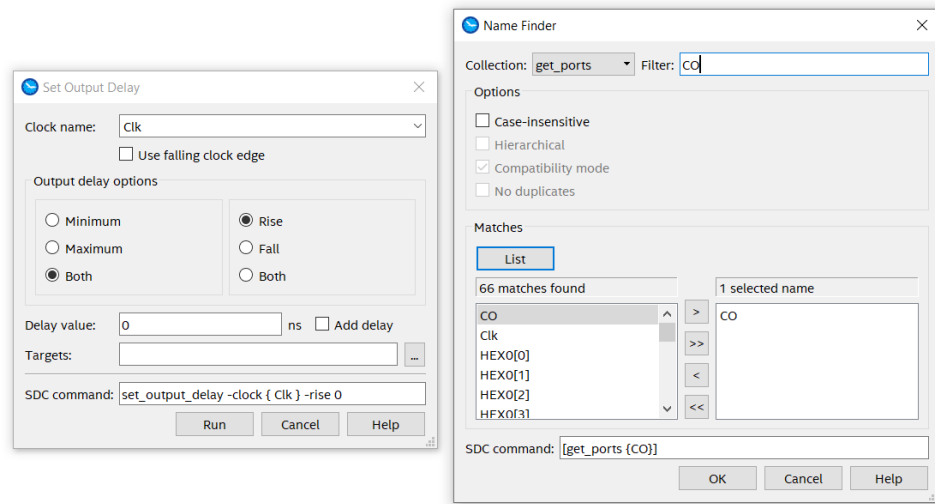 Set Output Delay
Clock name: Clk
Use falling clock edge
Output delay options
Minimum Rise
Maximum Fall
Both Both
Delay value: 0 ns Add delay
Targets: ...
SDC command: set_output_delay -clock { Clk } -rise 0
Run Cancel Help
Name Finder
Collection: get_ports Filter: CO
Options
Case-insensitive
Hierarchical
Compatibility mode
No duplicates
Matches
List
66 matches found 1 selected name
CO > CO
Clk
HEX0[0] >>
HEX0[1] <
HEX0[2]
HEX0[3] <<
SDC command: [get_ports {CO}]
OK Cancel Help